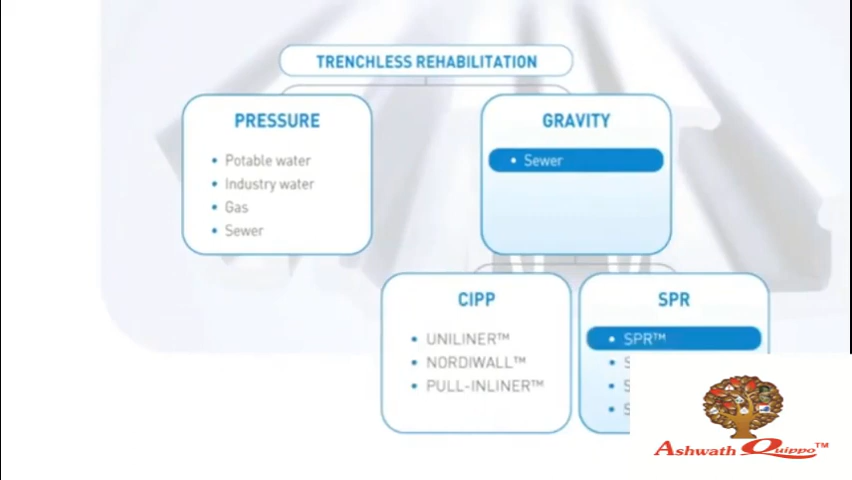 TRENCHLESS REHABILITATION
PRESSURE
• Potable water
• Industry water
• Gas
• Sewer
GRAVITY
• Sewer
CIPP
• UNILINER™
• NORDIWALL™
• PULL-INLINER™
SPR
• SPR™
Ashwath Quippo™